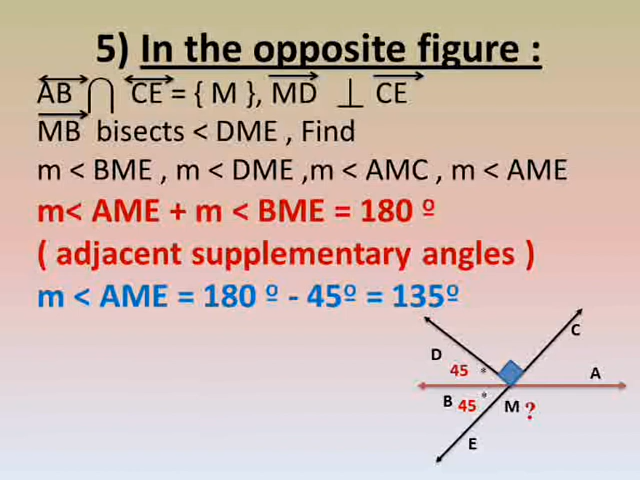 5) In the opposite figure :
AB ⋂ CE = { M }, MD ⊥ CE
MB bisects < DME , Find
m < BME , m < DME ,m < AMC , m < AME
m< AME + m < BME = 180 º
( adjacent supplementary angles )
m < AME = 180 º - 45º = 135º
C
D
45 *
A
B 45 *
M ?
E